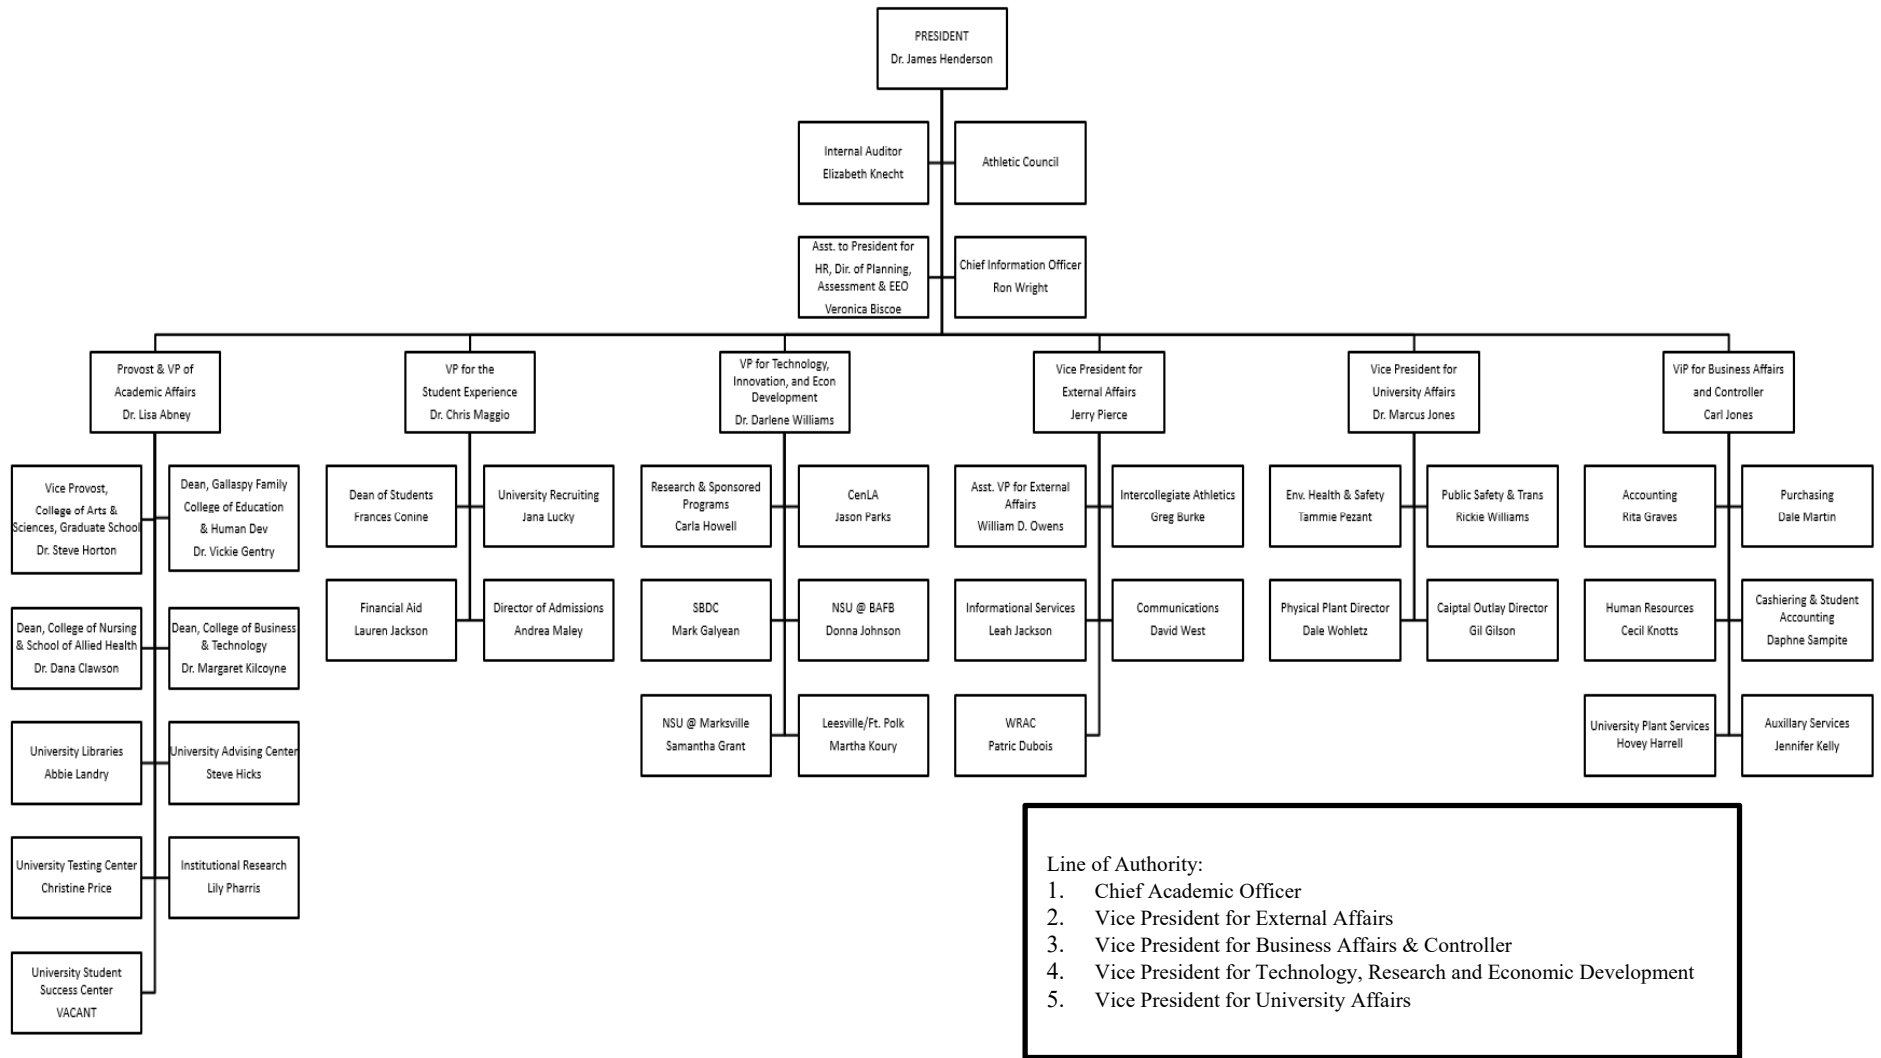 PRESIDENT
Dr. James Henderson
Internal Auditor
Elizabeth Knecht
Athletic Council
Asst. to President for
HR, Dir. of Planning,
Assessment & EEO
Veronica Biscoe
Chief Information Officer
Ron Wright
Provost & VP of
Academic Affairs
Dr. Lisa Abney
VP for the
Student Experience
Dr. Chris Maggio
VP for Technology,
Innovation, and Econ
Development
Dr. Darlene Williams
Vice President for
External Affairs
Jerry Pierce
Vice President for
University Affairs
Dr. Marcus Jones
ViP for Business Affairs
and Controller
Carl Jones
Vice Provost,
College of Arts &
Sciences, Graduate School
Dr. Steve Horton
Dean, Gallaspy Family
College of Education
& Human Dev
Dr. Vickie Gentry
Dean, College of Nursing
& School of Allied Health
Dr. Dana Clawson
Dean, College of Business
& Technology
Dr. Margaret Kilcoyne
University Libraries
Abbie Landry
University Advising Center
Steve Hicks
University Testing Center
Christine Price
Institutional Research
Lily Pharris
University Student
Success Center
VACANT
Dean of Students
Frances Conine
University Recruiting
Jana Lucky
Financial Aid
Lauren Jackson
Director of Admissions
Andrea Maley
Research & Sponsored
Programs
Carla Howell
CenLA
Jason Parks
SBDC
Mark Galyean
NSU @ BAFB
Donna Johnson
NSU @ Marksville
Samantha Grant
Leesville/Ft. Polk
Martha Koury
Asst. VP for External
Affairs
William D. Owens
Intercollegiate Athletics
Greg Burke
Informational Services
Leah Jackson
Communications
David West
WRAC
Patric Dubois
Env. Health & Safety
Tammie Pezant
Public Safety & Trans
Rickie Williams
Physical Plant Director
Dale Wohletz
Caiptal Outlay Director
Gil Gilson
Accounting
Rita Graves
Purchasing
Dale Martin
Human Resources
Cecil Knotts
Cashiering & Student
Accounting
Daphne Sampite
University Plant Services
Hovey Harrell
Auxillary Services
Jennifer Kelly
Line of Authority:
1. Chief Academic Officer
2. Vice President for External Affairs
3. Vice President for Business Affairs & Controller
4. Vice President for Technology, Research and Economic Development
5. Vice President for University Affairs